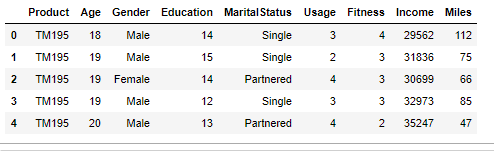 Product Age Gender Education MaritalStatus Usage Fitness Income Miles
0 TM195 18 Male 14 Single 3 4 29562 112
1 TM195 19 Male 15 Single 2 3 31836 75
2 TM195 19 Female 14 Partnered 4 3 30699 66
3 TM195 19 Male 12 Single 3 3 32973 85
4 TM195 20 Male 13 Partnered 4 2 35247 47